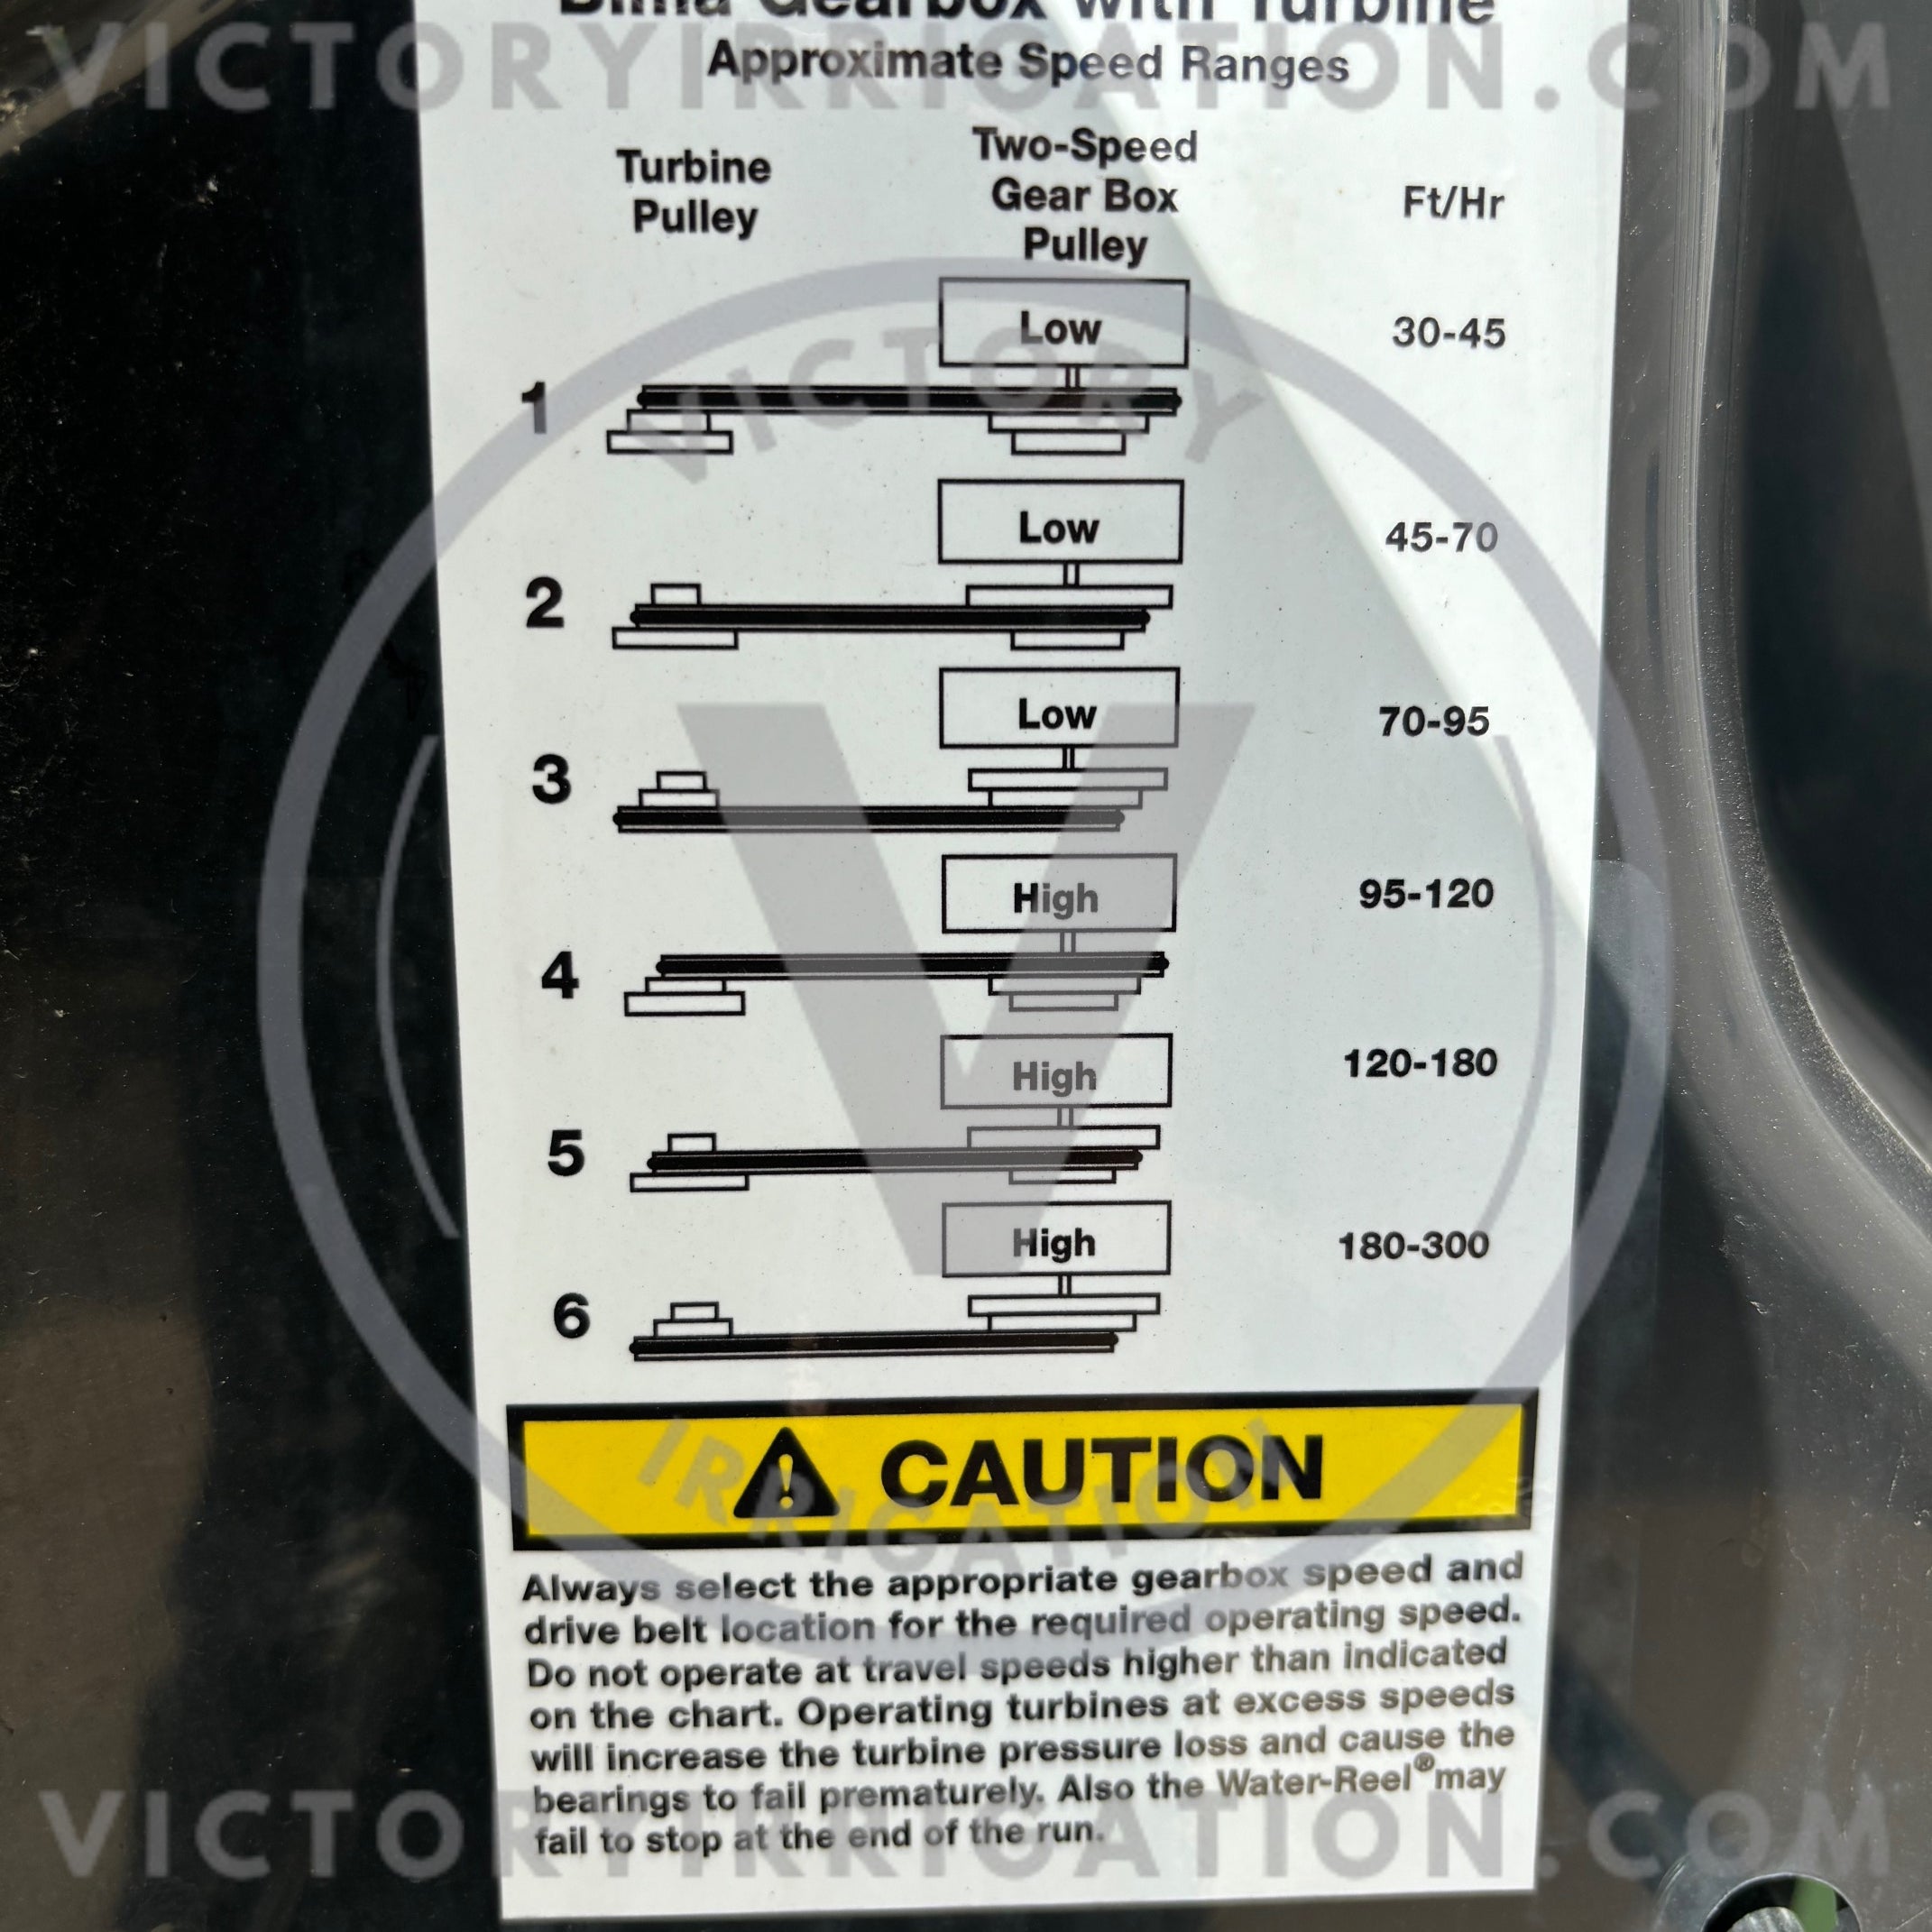 VICTORYIRRIGATION.COM
Gearbox with Turbine
Approximate Speed Ranges
Turbine
Pulley
Two-Speed
Gear Box
Pulley
Ft/Hr
Low
30-45
1
VICTORY
Low
45-70
2
Low
70-95
3
V
High
95-120
4
High
120-180
5
High
180-300
6
CAUTION
IRRIGATION
Always select the appropriate gearbox speed and
drive belt location for the required operating speed.
Do not operate at travel speeds higher than indicated
on the chart. Operating turbines at excess speeds
will increase the turbine pressure loss and cause the
bearings to fail prematurely. Also the Water-Reel® may
fail to stop at the end of the run.
VICTORYIRRIGATION.COM